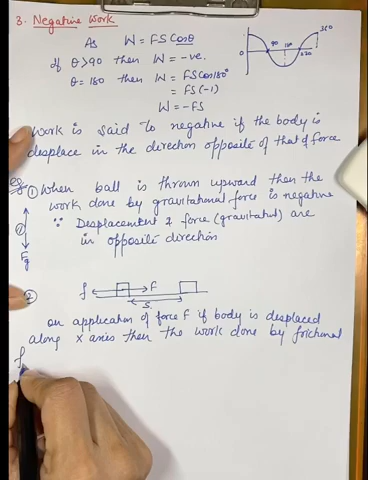 3. Negative Work
As W = FS Cosθ
If θ>90 then W = -ve.
θ = 180 then W = FS Cos180°
= FS (-1)
W = -FS
0 90 180 270 360
Work is said to negative if the body is
displace in the direction opposite of that of force
eg ① When ball is thrown upward then the
work done by gravitational force is negative
∵ Displacement & force (gravitatnl) are
in opposite direction
Fg
② f F
S
on application of force F if body is displaced
along X axis then the work done by frictional
f